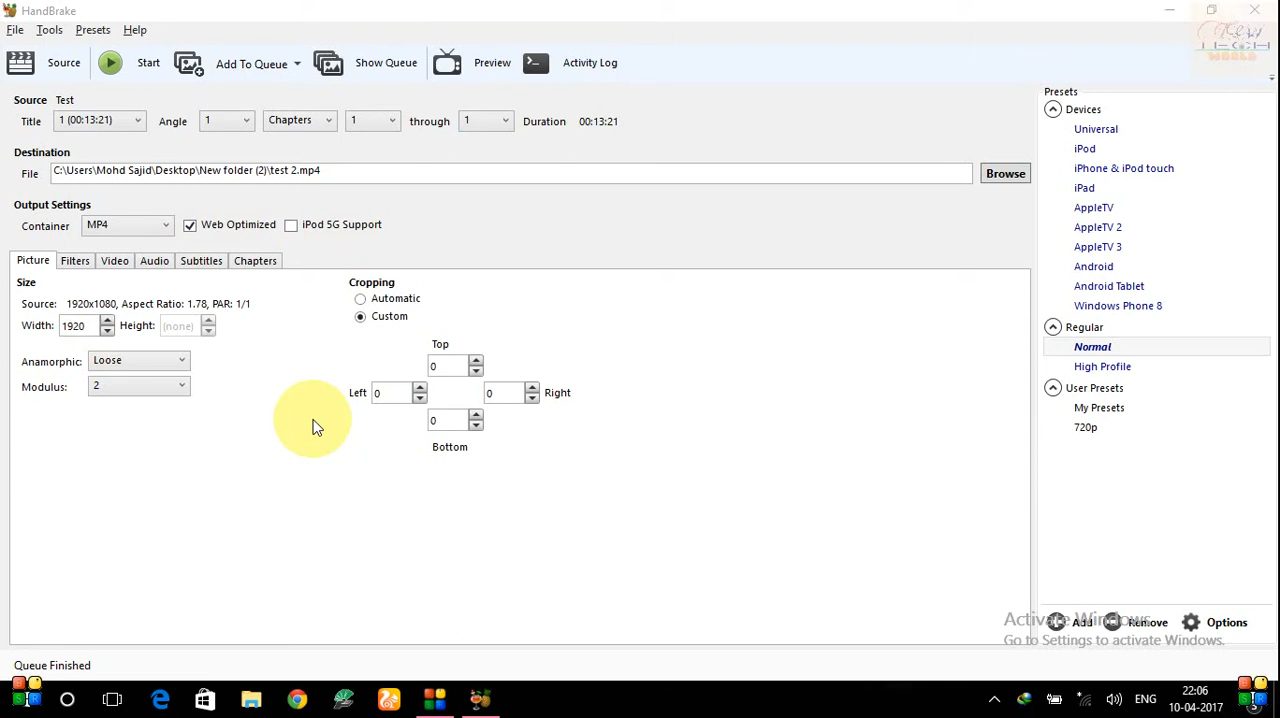 HandBrake
File Tools Presets Help
Source Start Add To Queue Show Queue Preview Activity Log
Source Test
Title 1 (00:13:21) Angle 1 Chapters 1 through 1 Duration 00:13:21
Destination
File C:\Users\Mohd Sajid\Desktop\New folder (2)\test 2.mp4 Browse
Output Settings
Container MP4 Web Optimized iPod 5G Support
Picture Filters Video Audio Subtitles Chapters
Size
Source: 1920x1080, Aspect Ratio: 1.78, PAR: 1/1
Width: 1920 Height: (none)
Anamorphic: Loose
Modulus: 2
Cropping
Automatic
Custom
Top
0
Left 0 0 Right
0
Bottom
Presets
Devices
Universal
iPod
iPhone & iPod touch
iPad
AppleTV
AppleTV 2
AppleTV 3
Android
Android Tablet
Windows Phone 8
Regular
Normal
High Profile
User Presets
My Presets
720p
Add Remove Options
Activate Windows
Go to Settings to activate Windows.
Queue Finished
ENG
22:06
10-04-2017